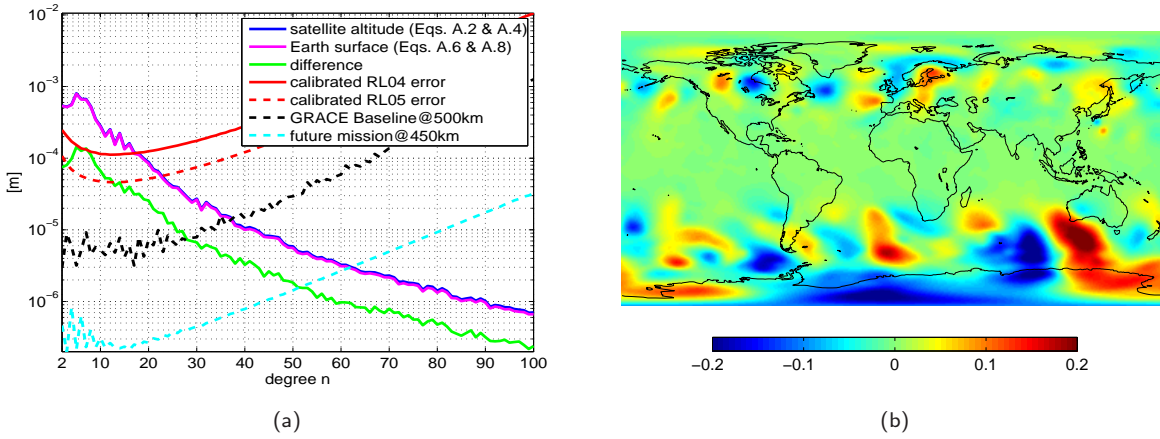 10^−2
10^−3
10^−4
10^−5
10^−6
[m]
satellite altitude (Eqs. A.2 & A.4)
Earth surface (Eqs. A.6 & A.8)
difference
calibrated RL04 error
calibrated RL05 error
GRACE Baseline@500km
future mission@450km
2 10 20 30 40 50 60 70 80 90 100
degree n
(a)
−0.2 −0.1 0 0.1 0.2
(b)